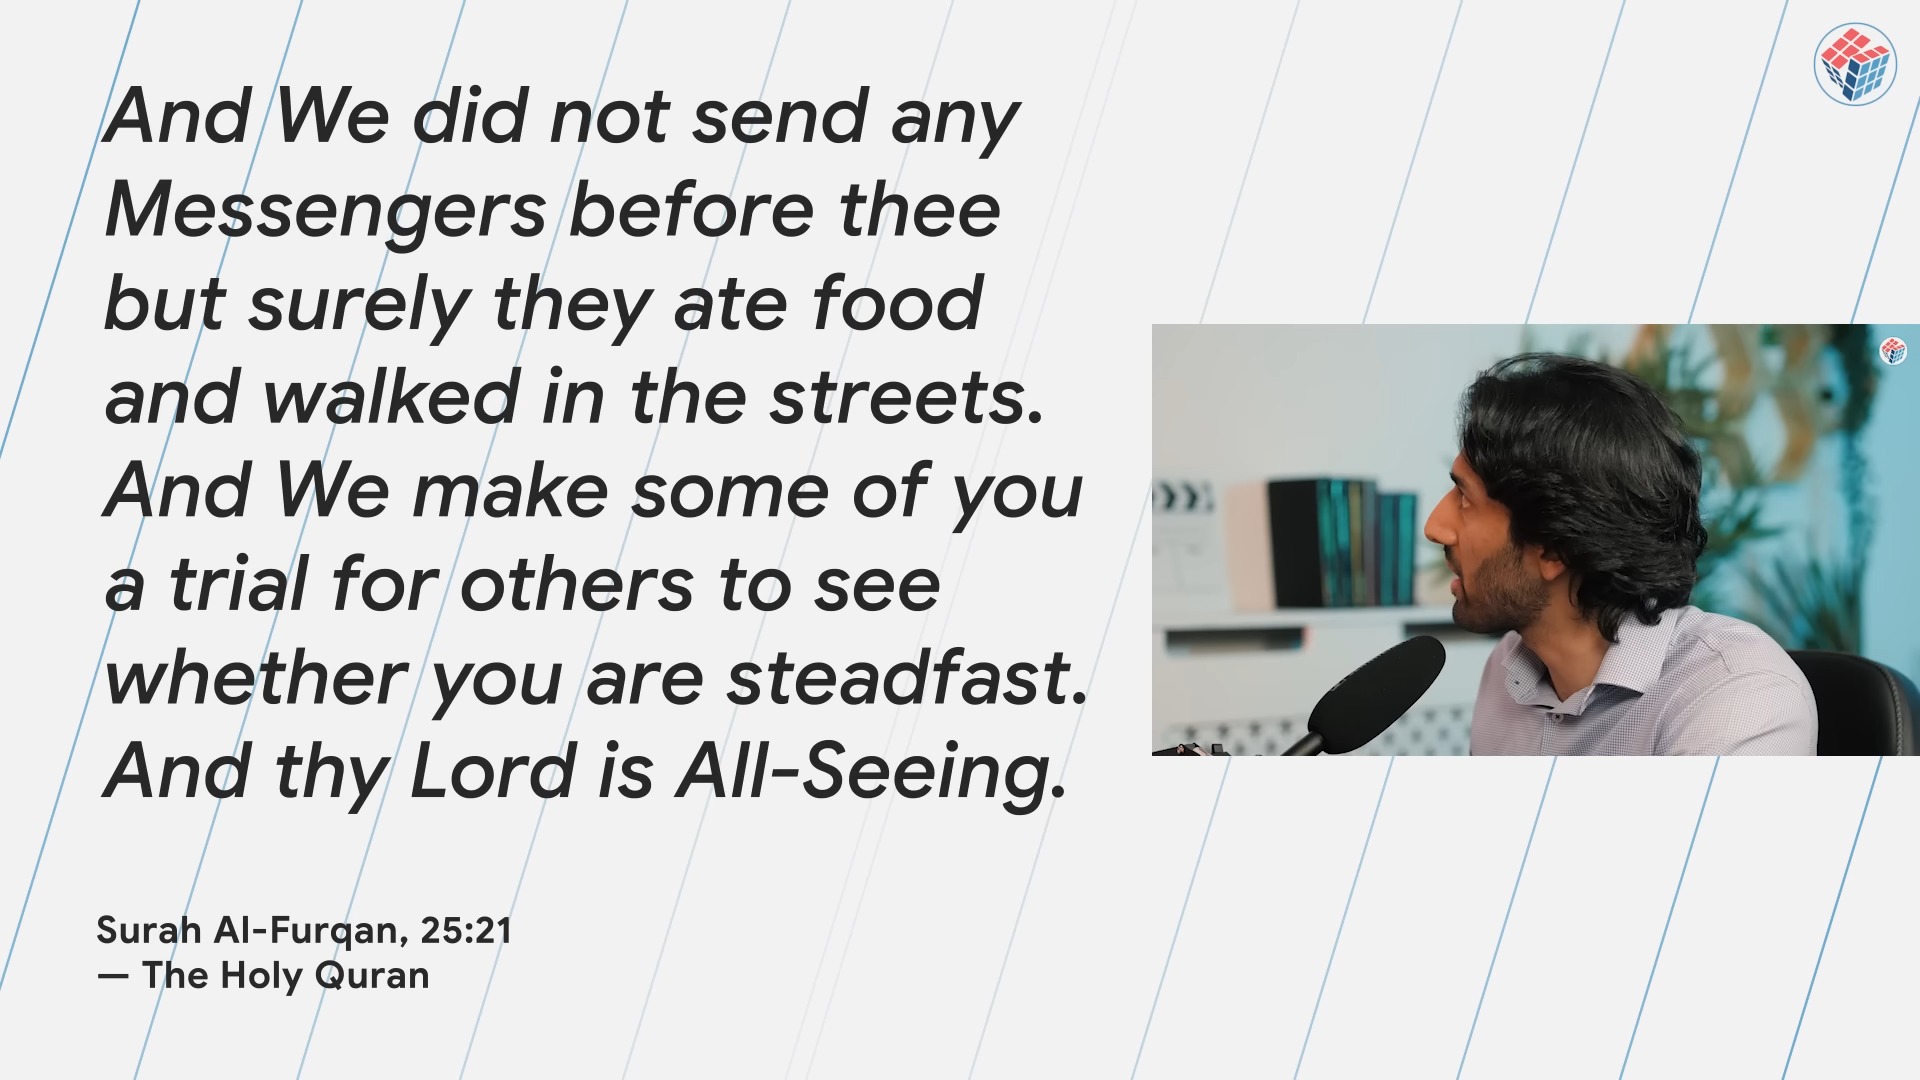 And We did not send any
Messengers before thee
but surely they ate food
and walked in the streets.
And We make some of you
a trial for others to see
whether you are steadfast.
And thy Lord is All-Seeing.
Surah Al-Furqan, 25:21
— The Holy Quran